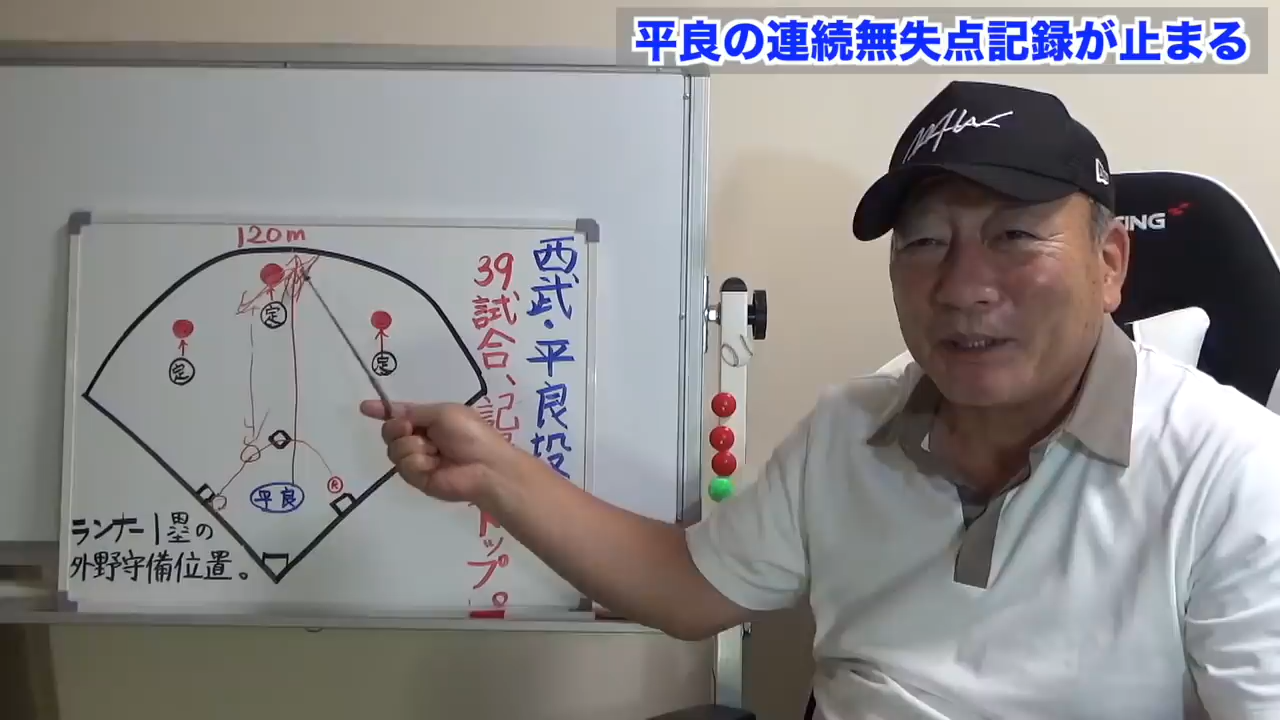 平良の連続無失点記録が止まる
120m
西武・平良投
39試合、記
トップ。
定
定
定
平良
R
ランナー1塁の
外野守備位置。